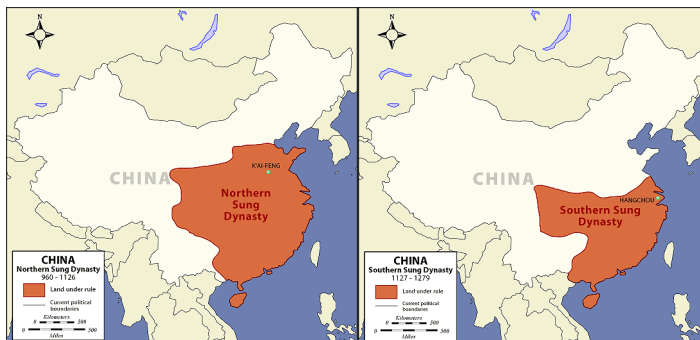 N
K'AI-FENG
CHINA
Northern
Sung
Dynasty
CHINA
Northern Sung Dynasty
960 - 1126
Land under rule
Current political
boundaries
Kilometers
0 500
0 500
Miles
N
CHINA
HANGCHOU
Southern Sung
Dynasty
CHINA
Southern Sung Dynasty
1127 - 1279
Land under rule
Current political
boundaries
Kilometers
0 500
0 500
Miles